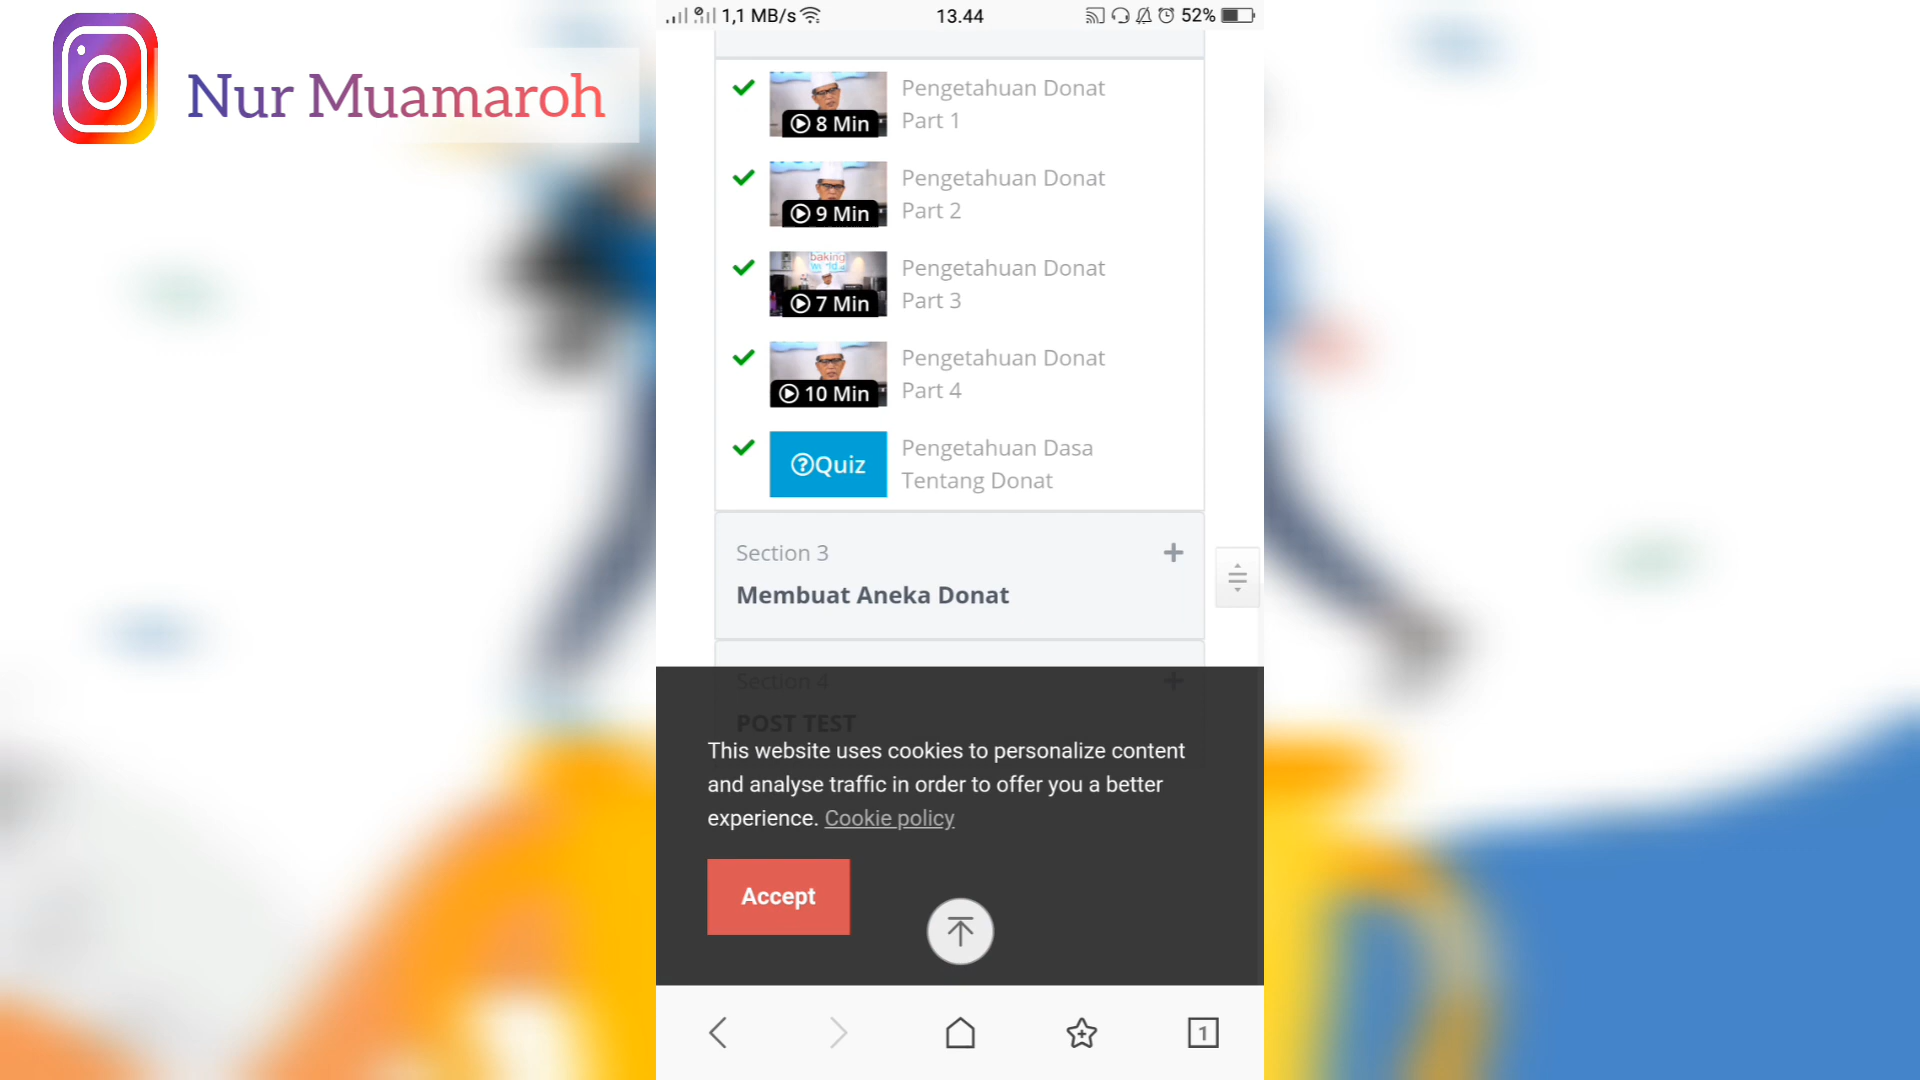 Nur Muamaroh
1,1 MB/s
13.44
52%
Pengetahuan Donat
Part 1
8 Min
Pengetahuan Donat
Part 2
9 Min
baking
Pengetahuan Donat
Part 3
7 Min
Pengetahuan Donat
Part 4
10 Min
Quiz
Pengetahuan Dasa
Tentang Donat
Section 3
Membuat Aneka Donat
Section 4
POST TEST
This website uses cookies to personalize content
and analyse traffic in order to offer you a better
experience. Cookie policy
Accept
1